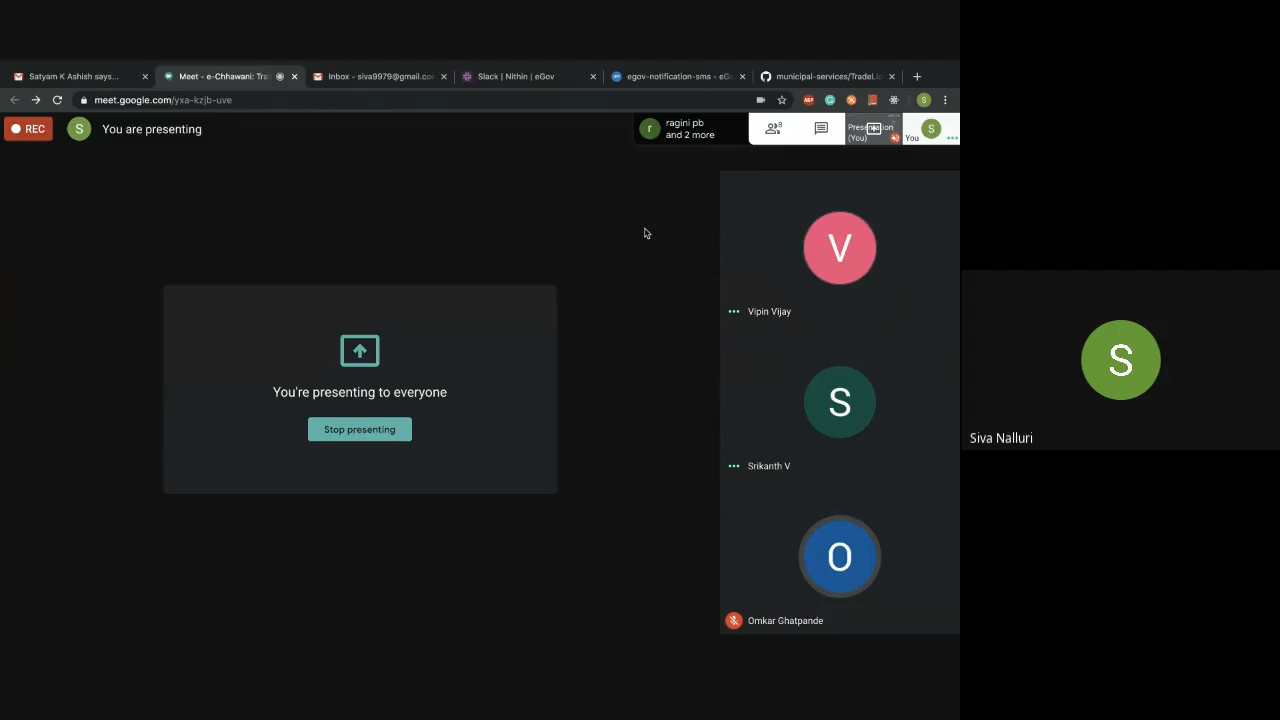 Satyam K Ashish says...
Meet - e-Chhawani: Tra
Inbox - siva9979@gmail.co
Slack | Nithin | eGov
egov-notification-sms - eG
municipal-services/TradeLi
meet.google.com/yxa-kzjb-uve
ABP
S
REC
S
You are presenting
r
ragini pb
and 2 more
8
Presentation
(You)
You
S
V
Vipin Vijay
You're presenting to everyone
Stop presenting
S
Srikanth V
S
Siva Nalluri
O
Omkar Ghatpande